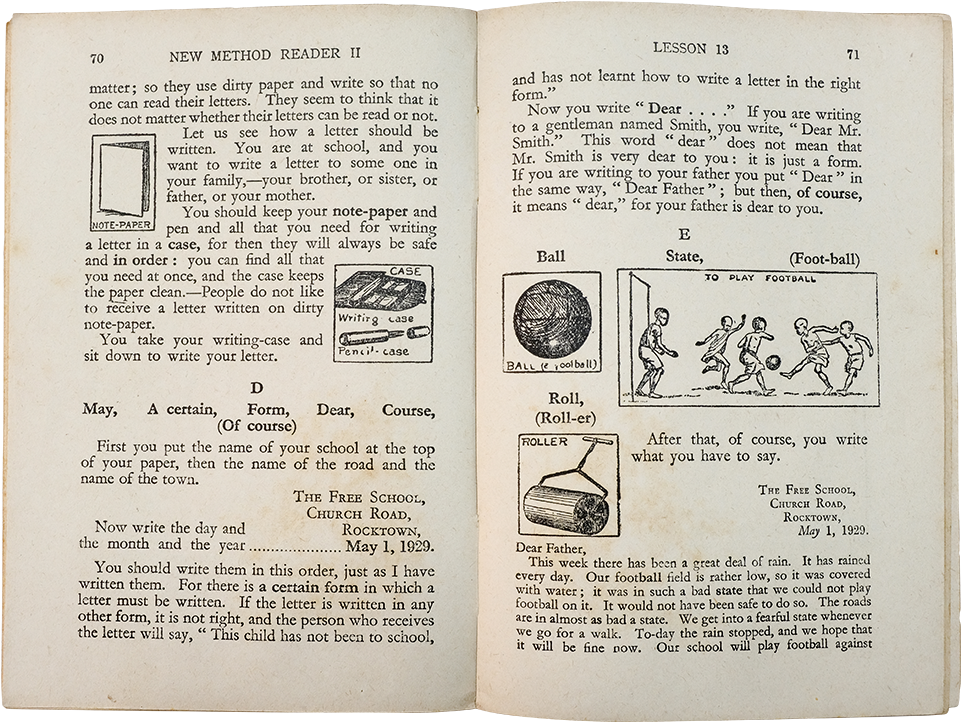 70 NEW METHOD READER II
matter; so they use dirty paper and write so that no
one can read their letters. They seem to think that it
does not matter whether their letters can be read or not.
Let us see how a letter should be
written. You are at school, and you
want to write a letter to some one in
your family,—your brother, or sister, or
father, or your mother.
NOTE-PAPER
You should keep your note-paper and
pen and all that you need for writing
a letter in a case, for then they will always be safe
and in order: you can find all that
you need at once, and the case keeps
the paper clean.—People do not like
to receive a letter written on dirty
note-paper.
You take your writing-case and
sit down to write your letter.
CASE
Writing case
Pencil-case
D
May, A certain, Form, Dear, Course,
(Of course)
First you put the name of your school at the top
of your paper, then the name of the road and the
name of the town.
THE FREE SCHOOL,
CHURCH ROAD,
Now write the day and ROCKTOWN,
the month and the year ..................... May 1, 1929.
You should write them in this order, just as I have
written them. For there is a certain form in which a
letter must be written. If the letter is written in any
other form, it is not right, and the person who receives
the letter will say, “ This child has not been to school,
LESSON 13 71
and has not learnt how to write a letter in the right
form.”
Now you write “ Dear . . . .” If you are writing
to a gentleman named Smith, you write, “ Dear Mr.
Smith.” This word “ dear ” does not mean that
Mr. Smith is very dear to you: it is just a form.
If you are writing to your father you put “ Dear ” in
the same way, “ Dear Father ”; but then, of course,
it means “ dear,” for your father is dear to you.
E
Ball State, (Foot-ball)
BALL (e football)
TO PLAY FOOTBALL
Roll,
(Roll-er)
ROLLER
After that, of course, you write
what you have to say.
THE FREE SCHOOL,
CHURCH ROAD,
ROCKTOWN,
May 1, 1929.
Dear Father,
This week there has been a great deal of rain. It has rained
every day. Our football field is rather low, so it was covered
with water; it was in such a bad state that we could not play
football on it. It would not have been safe to do so. The roads
are in almost as bad a state. We get into a fearful state whenever
we go for a walk. To-day the rain stopped, and we hope that
it will be fine now. Our school will play football against